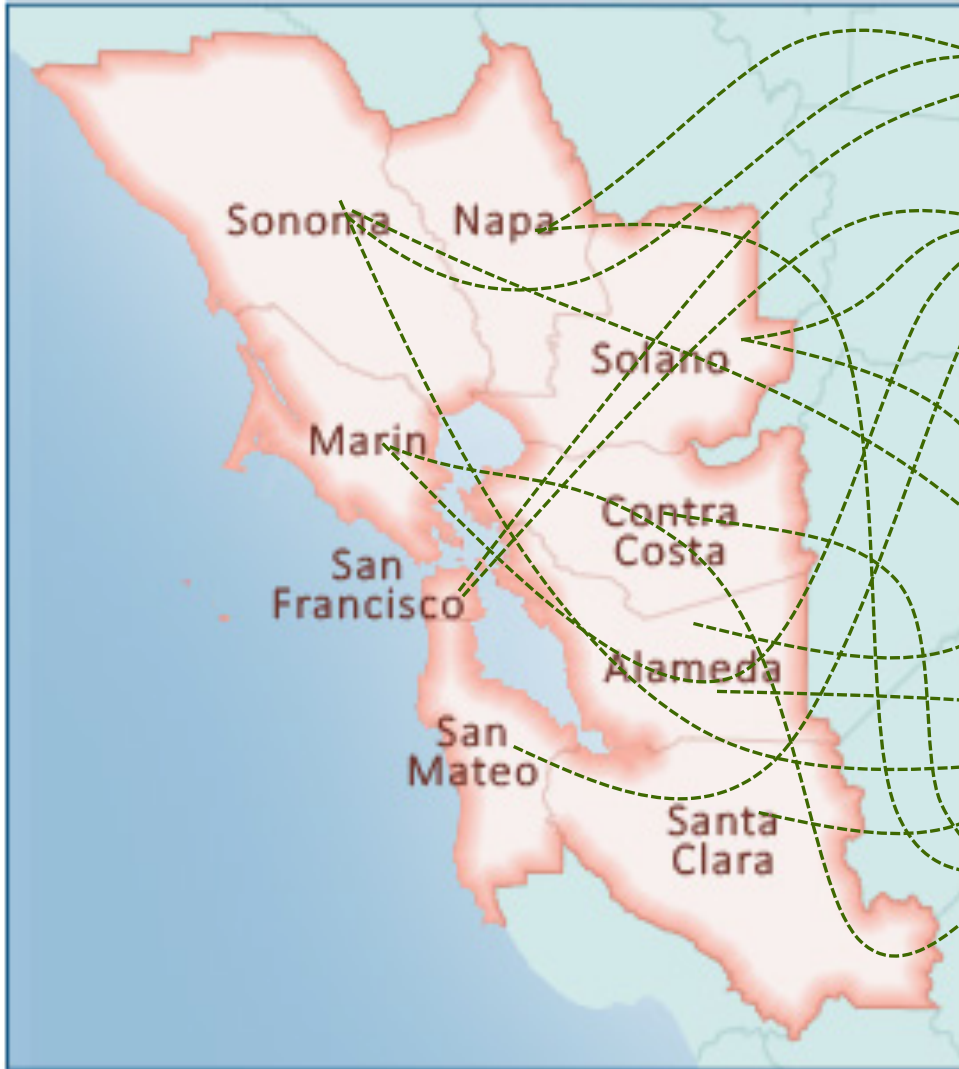 Sonoma
Napa
Solano
Marin
Contra
Costa
San
Francisco
Alameda
San
Mateo
Santa
Clara